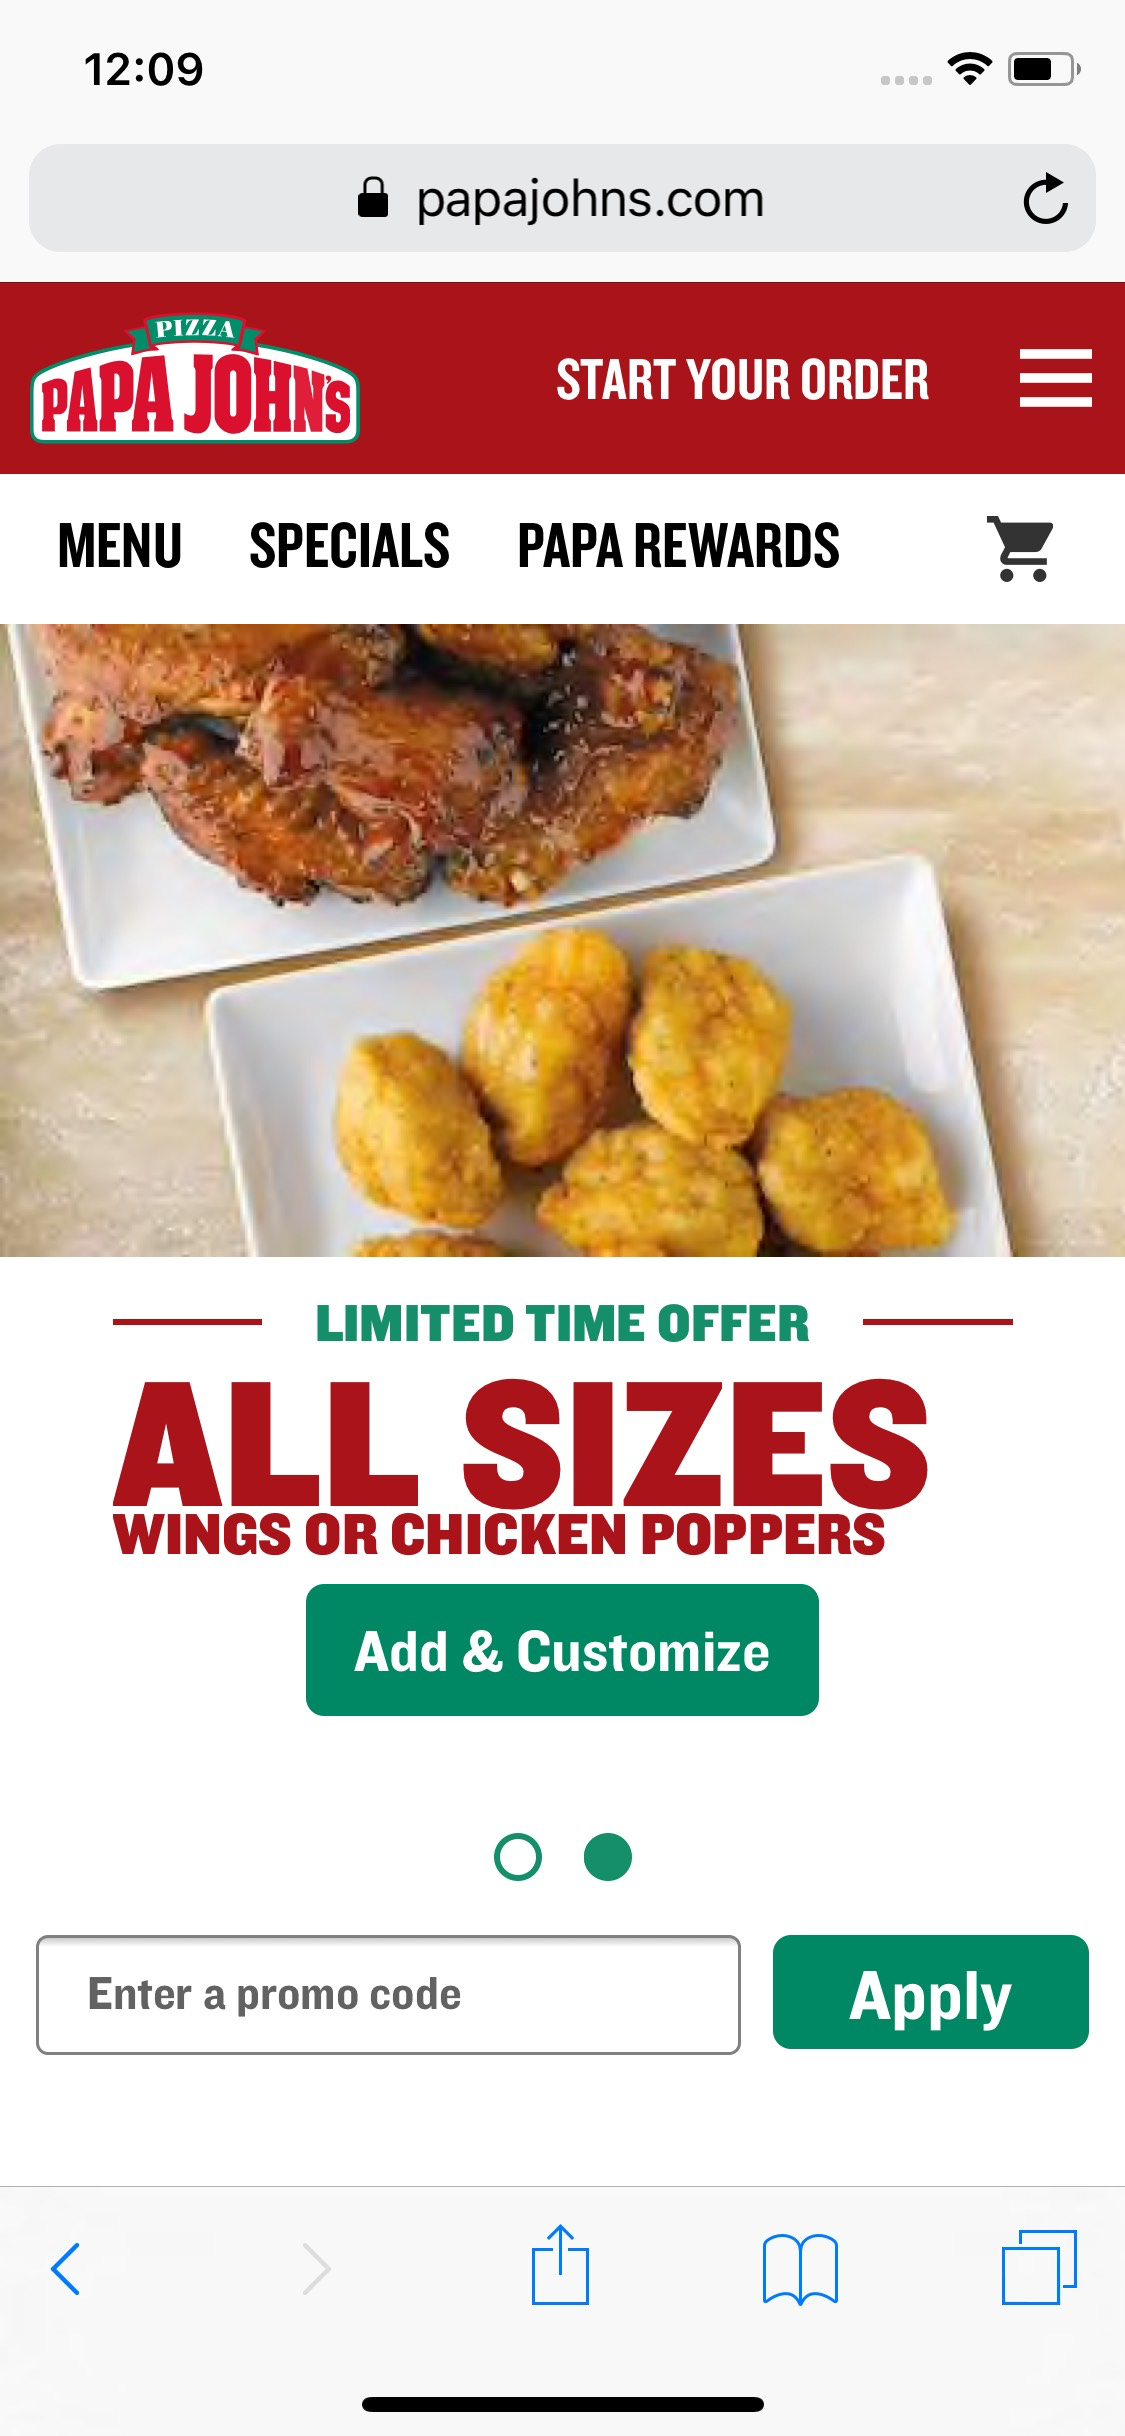 12:09
papajohns.com
PIZZA
PAPA JOHN'S
START YOUR ORDER
MENU SPECIALS PAPA REWARDS
LIMITED TIME OFFER
ALL SIZES
WINGS OR CHICKEN POPPERS
Add & Customize
Enter a promo code
Apply